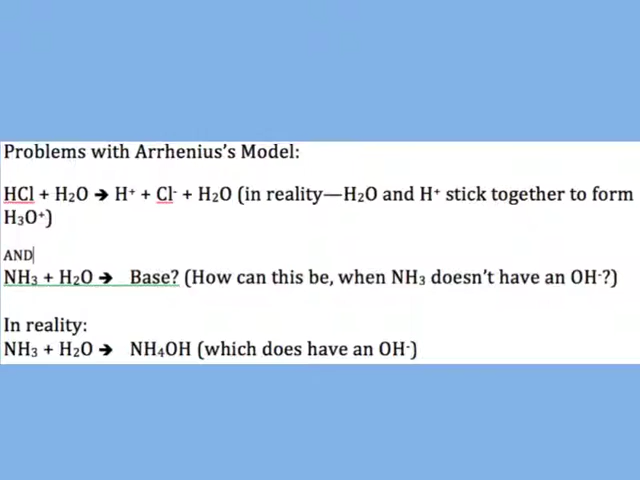 Problems with Arrhenius's Model:
HCl + H₂O ➔ H⁺ + Cl⁻ + H₂O (in reality—H₂O and H⁺ stick together to form
H₃O⁺)
AND
NH₃ + H₂O ➔ Base? (How can this be, when NH₃ doesn't have an OH⁻?)
In reality:
NH₃ + H₂O ➔ NH₄OH (which does have an OH⁻)